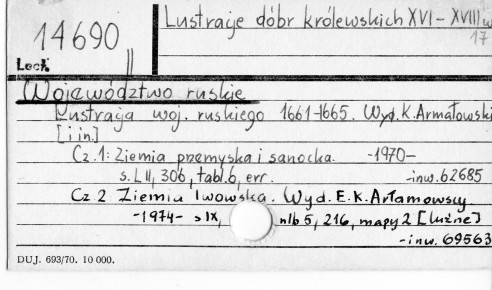 14690
Lustracje dóbr królewskich XVI-XVIII w
17
Leck
Województwo ruskie
Lustracja woj. ruskiego 1661-1665. Wyd. K. Armałowski
[i in.]
Cz. 1: Ziemia przemyska i sanocka. -1970-
s. LII, 306, tabl. 6, err. -inw. 62685
Cz 2 Ziemia lwowska. Wyd. E. K. Artamowscy
-1974- s IX, nlb 5, 216, mapy 2 [luźne]
-inw. 69563
DUJ. 693/70. 10 000.